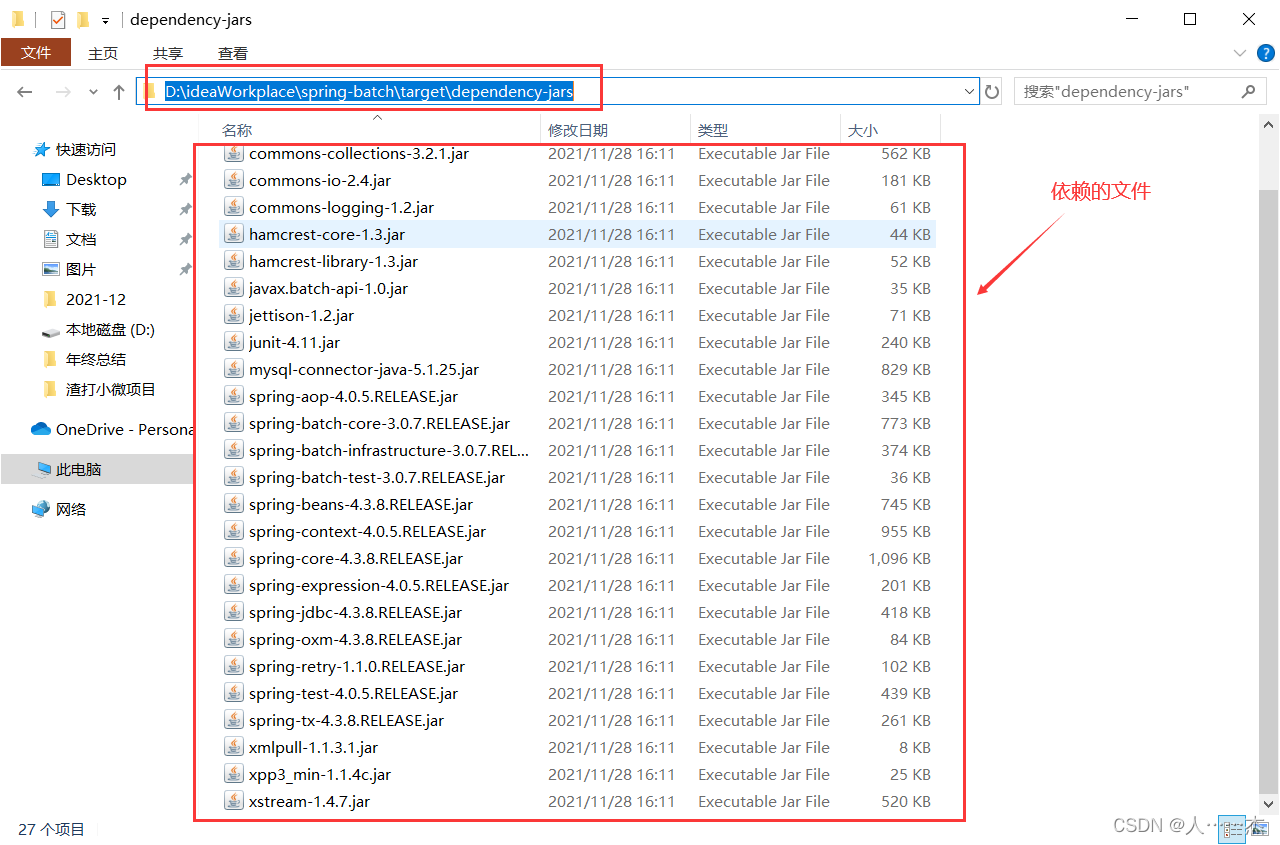 dependency-jars
文件 主页 共享 查看
D:\ideaWorkplace\spring-batch\target\dependency-jars 搜索"dependency-jars"
名称 修改日期 类型 大小
快速访问
Desktop
下载
文档
图片
2021-12
本地磁盘 (D:)
年终总结
渣打小微项目
OneDrive - Persona
此电脑
网络
commons-collections-3.2.1.jar 2021/11/28 16:11 Executable Jar File 562 KB
commons-io-2.4.jar 2021/11/28 16:11 Executable Jar File 181 KB
commons-logging-1.2.jar 2021/11/28 16:11 Executable Jar File 61 KB
hamcrest-core-1.3.jar 2021/11/28 16:11 Executable Jar File 44 KB
hamcrest-library-1.3.jar 2021/11/28 16:11 Executable Jar File 52 KB
javax.batch-api-1.0.jar 2021/11/28 16:11 Executable Jar File 35 KB
jettison-1.2.jar 2021/11/28 16:11 Executable Jar File 71 KB
junit-4.11.jar 2021/11/28 16:11 Executable Jar File 240 KB
mysql-connector-java-5.1.25.jar 2021/11/28 16:11 Executable Jar File 829 KB
spring-aop-4.0.5.RELEASE.jar 2021/11/28 16:11 Executable Jar File 345 KB
spring-batch-core-3.0.7.RELEASE.jar 2021/11/28 16:11 Executable Jar File 773 KB
spring-batch-infrastructure-3.0.7.REL... 2021/11/28 16:11 Executable Jar File 374 KB
spring-batch-test-3.0.7.RELEASE.jar 2021/11/28 16:11 Executable Jar File 36 KB
spring-beans-4.3.8.RELEASE.jar 2021/11/28 16:11 Executable Jar File 745 KB
spring-context-4.0.5.RELEASE.jar 2021/11/28 16:11 Executable Jar File 955 KB
spring-core-4.3.8.RELEASE.jar 2021/11/28 16:11 Executable Jar File 1,096 KB
spring-expression-4.0.5.RELEASE.jar 2021/11/28 16:11 Executable Jar File 201 KB
spring-jdbc-4.3.8.RELEASE.jar 2021/11/28 16:11 Executable Jar File 418 KB
spring-oxm-4.3.8.RELEASE.jar 2021/11/28 16:11 Executable Jar File 84 KB
spring-retry-1.1.0.RELEASE.jar 2021/11/28 16:11 Executable Jar File 102 KB
spring-test-4.0.5.RELEASE.jar 2021/11/28 16:11 Executable Jar File 439 KB
spring-tx-4.3.8.RELEASE.jar 2021/11/28 16:11 Executable Jar File 261 KB
xmlpull-1.1.3.1.jar 2021/11/28 16:11 Executable Jar File 8 KB
xpp3_min-1.1.4c.jar 2021/11/28 16:11 Executable Jar File 25 KB
xstream-1.4.7.jar 2021/11/28 16:11 Executable Jar File 520 KB
依赖的文件
27 个项目
CSDN @人